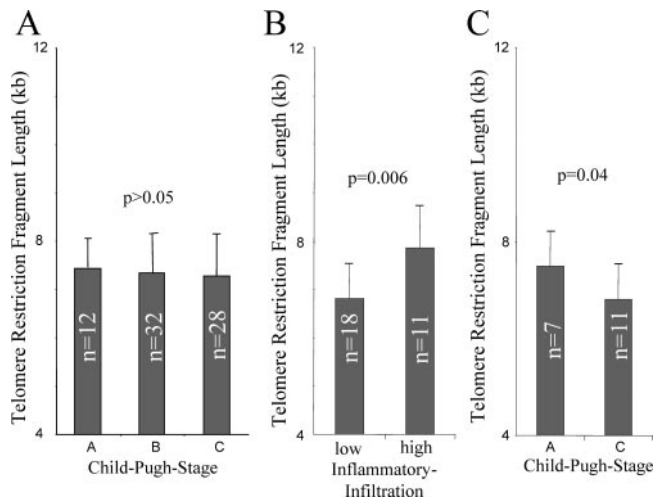 A
Telomere Restriction Fragment Length (kb)
12
8
4
p>0.05
n=12
n=32
n=28
A B C
Child-Pugh-Stage
B
Telomere Restriction Fragment Length (kb)
12
8
4
p=0.006
n=18
n=11
low high
Inflammatory-
Infiltration
C
Telomere Restriction Fragment Length (kb)
12
8
4
p=0.04
n=7
n=11
A C
Child-Pugh-Stage